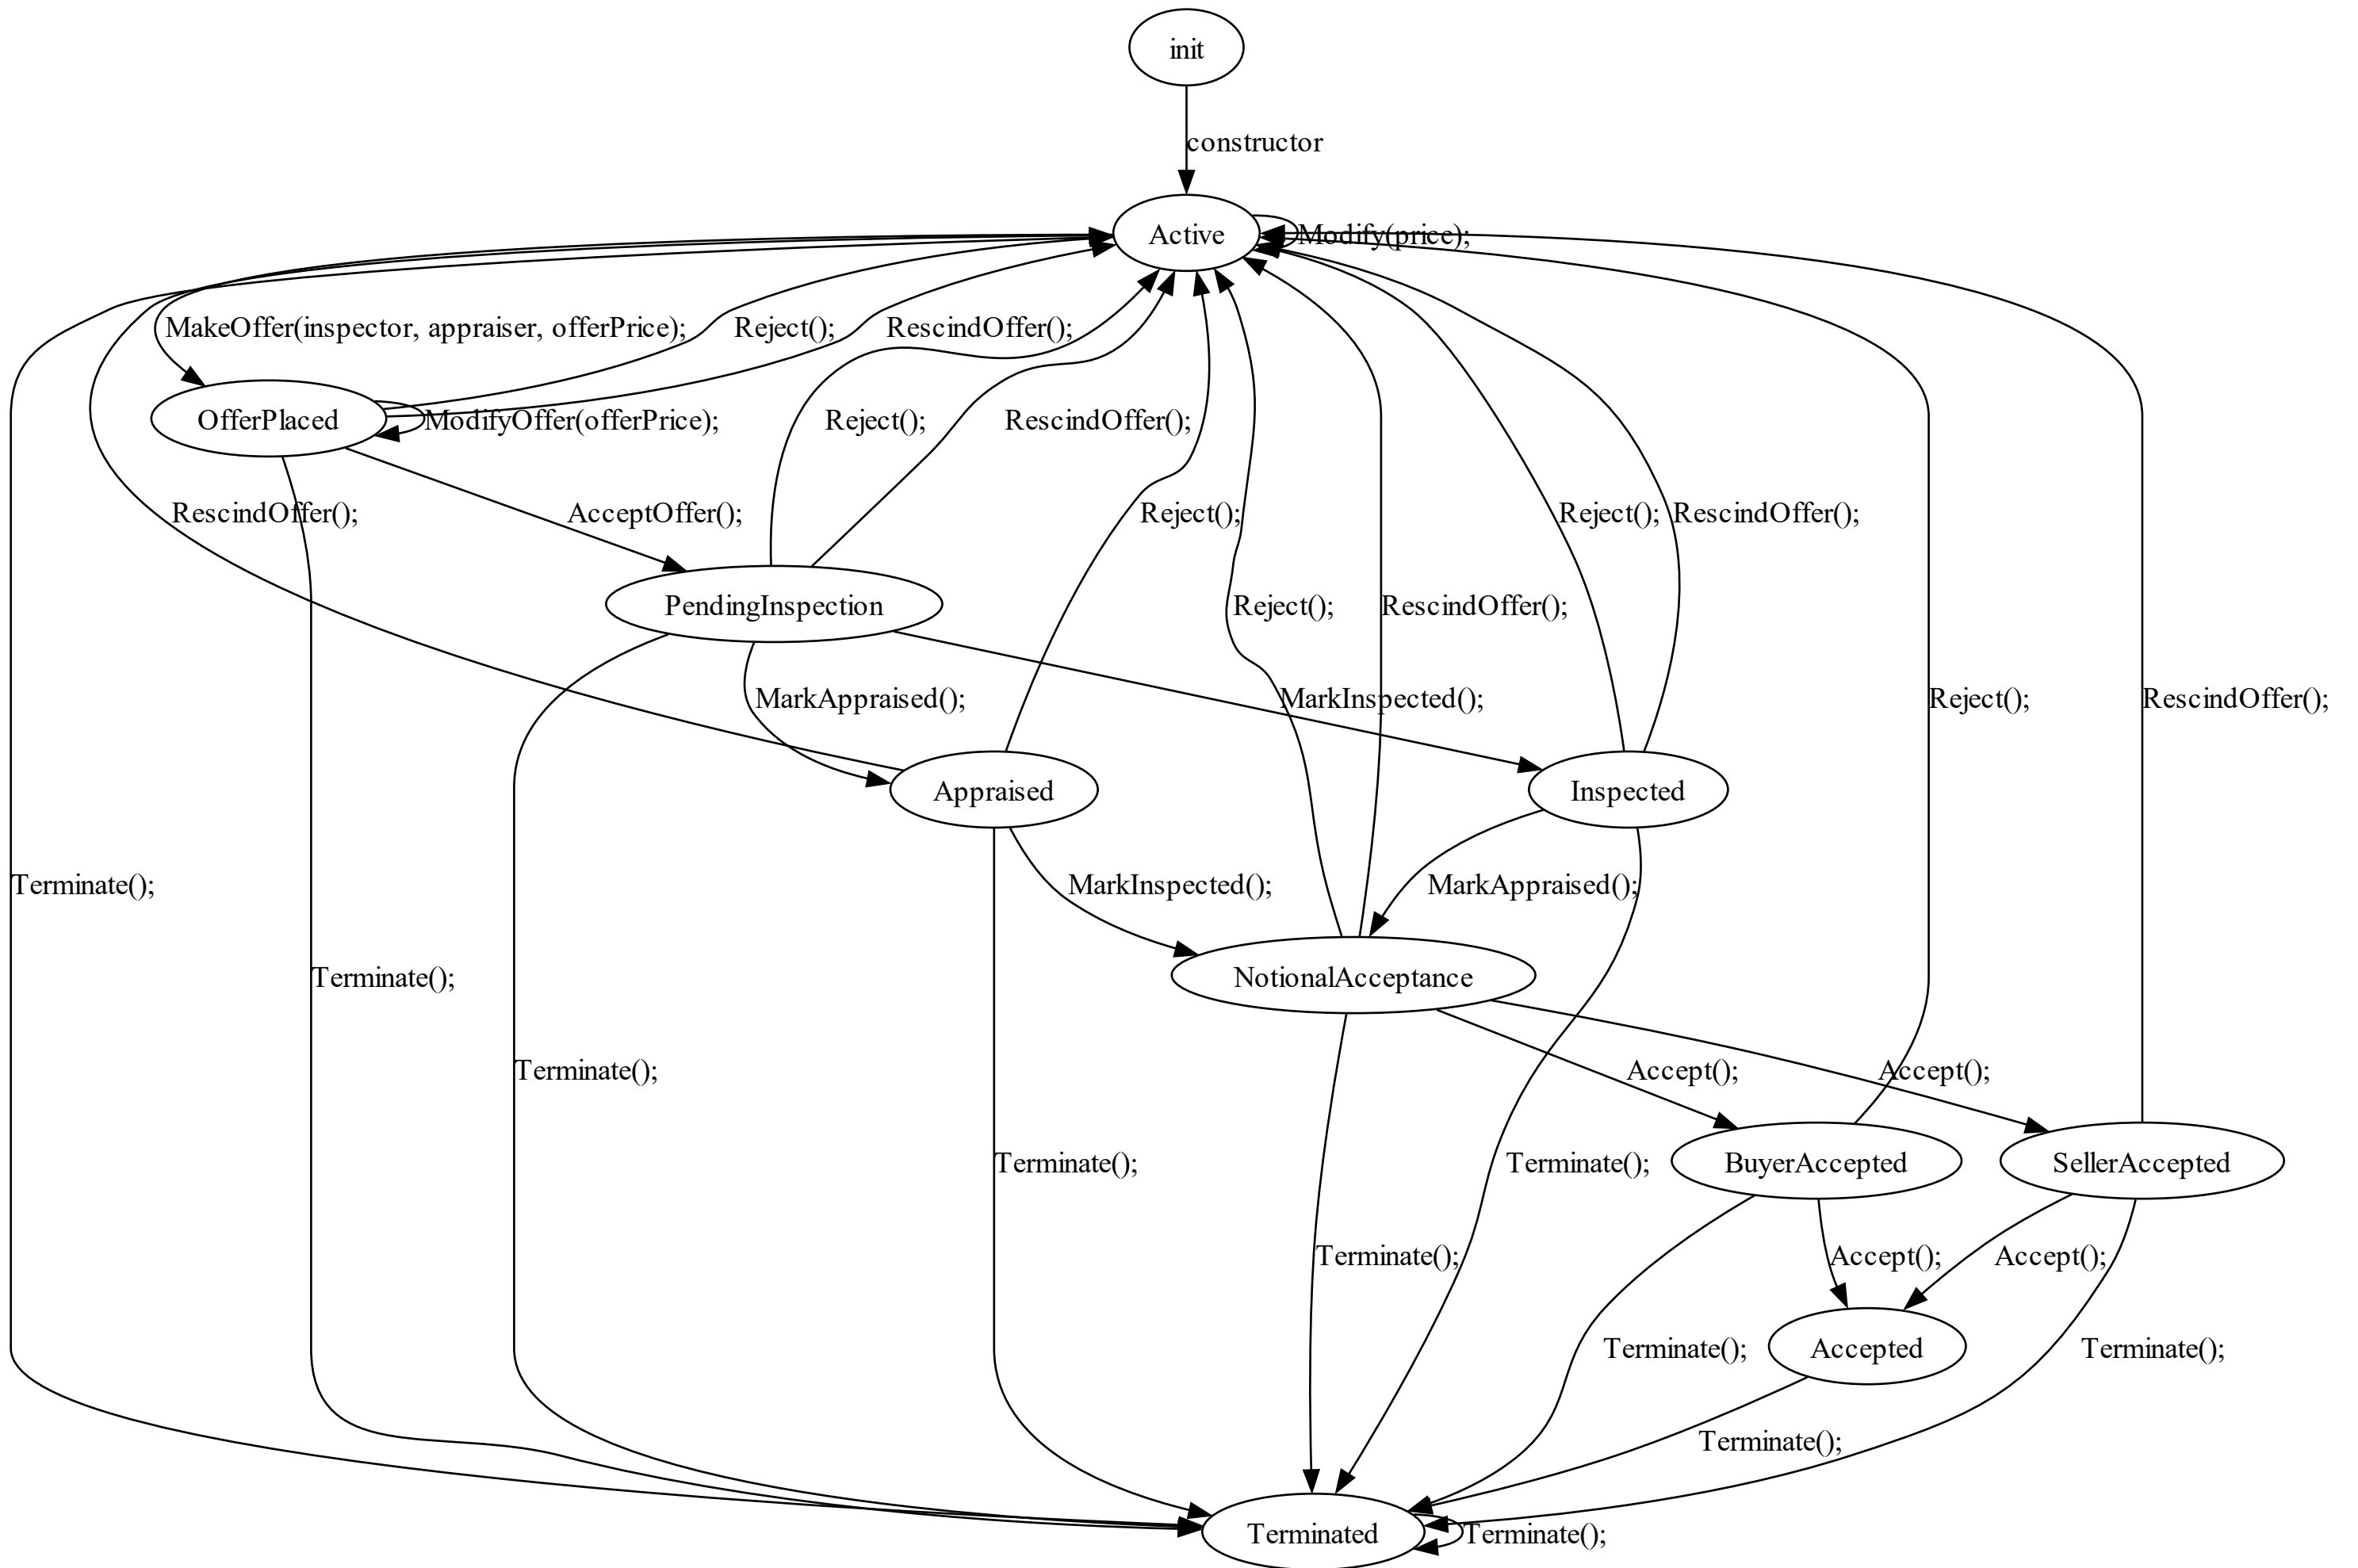 init
constructor
Active
Modify(price);
MakeOffer(inspector, appraiser, offerPrice);
Reject();
RescindOffer();
OfferPlaced
ModifyOffer(offerPrice);
Reject();
RescindOffer();
RescindOffer();
AcceptOffer();
Reject();
Reject();
RescindOffer();
PendingInspection
Reject();
RescindOffer();
MarkAppraised();
MarkInspected();
Reject();
RescindOffer();
Appraised
Inspected
Terminate();
MarkInspected();
MarkAppraised();
Terminate();
NotionalAcceptance
Terminate();
Accept();
Accept();
Terminate();
Terminate();
BuyerAccepted
SellerAccepted
Terminate();
Accept();
Accept();
Terminate();
Accepted
Terminate();
Terminate();
Terminated
Terminate();